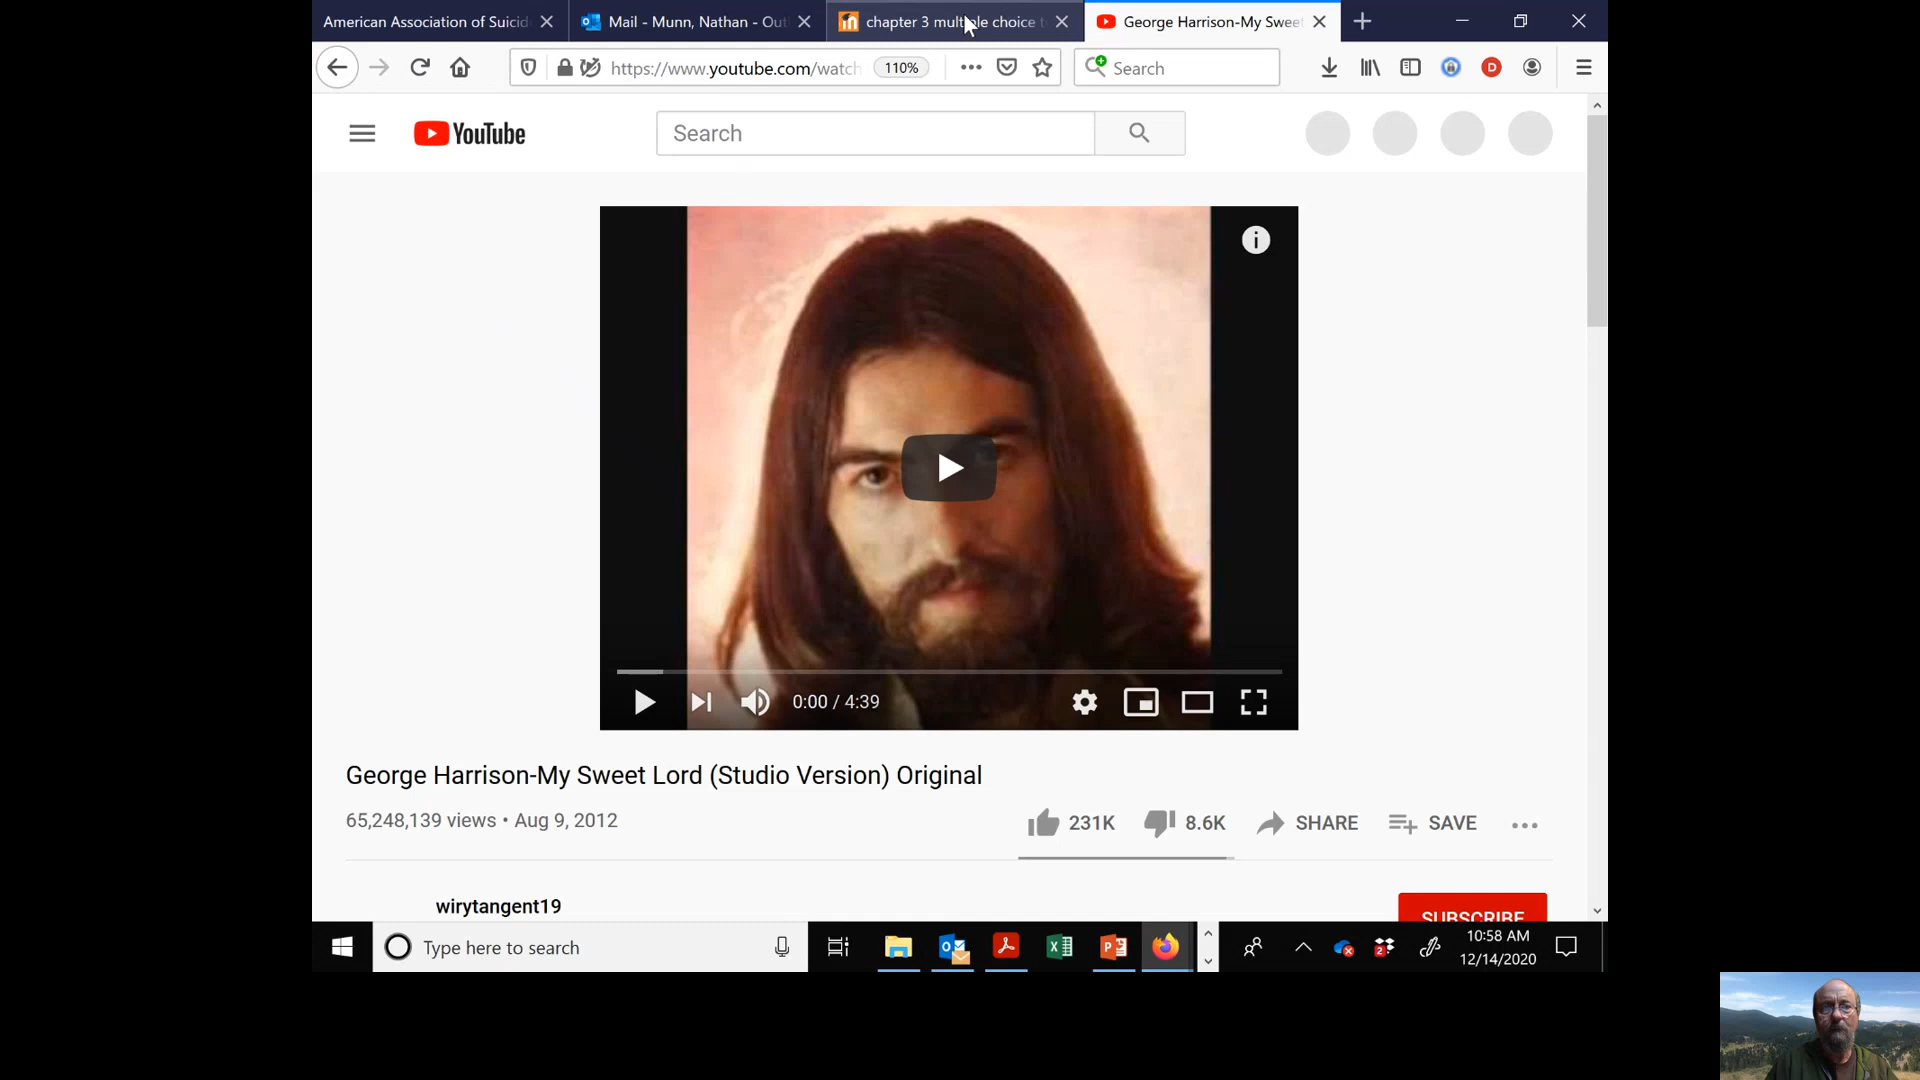 American Association of Suicid
Mail - Munn, Nathan - Out
chapter 3 multiple choice t
George Harrison-My Sweet
https://www.youtube.com/watch
110%
Search
YouTube
Search
0:00 / 4:39
George Harrison-My Sweet Lord (Studio Version) Original
65,248,139 views • Aug 9, 2012
231K
8.6K
SHARE
SAVE
wirytangent19
SUBSCRIBE
Type here to search
10:58 AM
12/14/2020